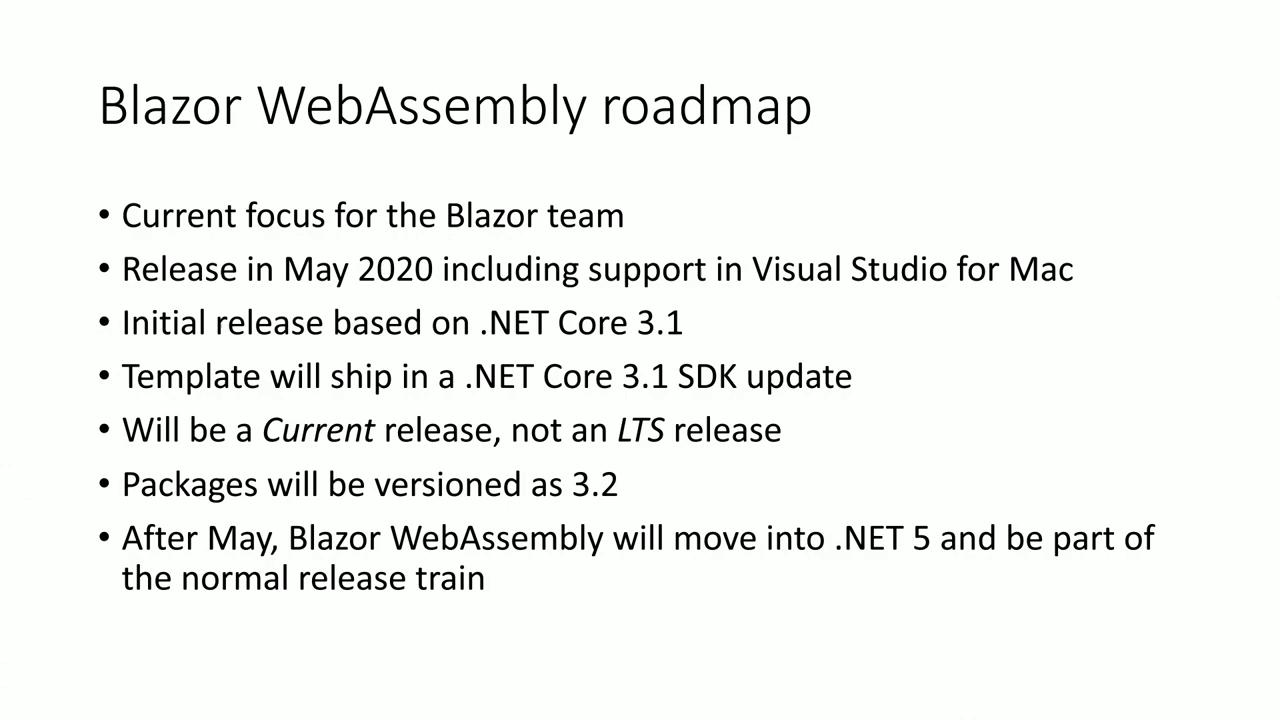 Blazor WebAssembly roadmap
• Current focus for the Blazor team
• Release in May 2020 including support in Visual Studio for Mac
• Initial release based on .NET Core 3.1
• Template will ship in a .NET Core 3.1 SDK update
• Will be a Current release, not an LTS release
• Packages will be versioned as 3.2
• After May, Blazor WebAssembly will move into .NET 5 and be part of
the normal release train